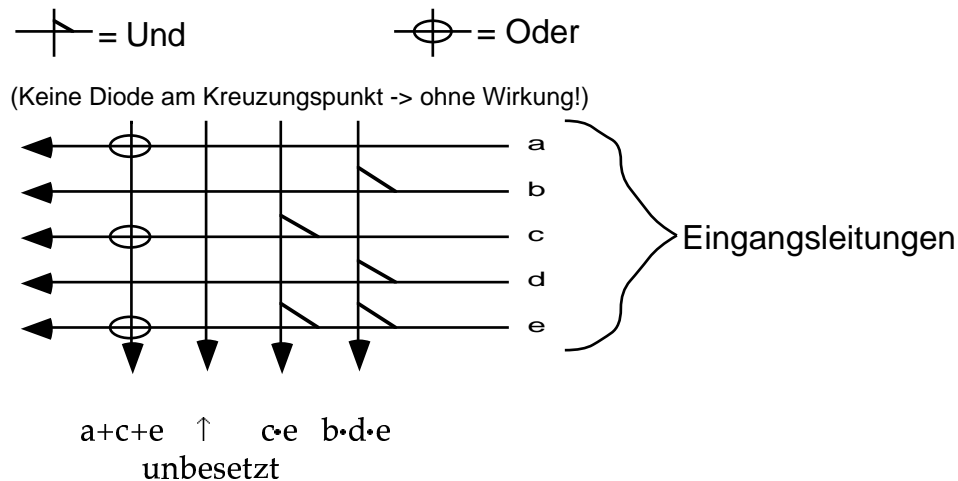 = Und = Oder
(Keine Diode am Kreuzungspunkt -> ohne Wirkung!)
a
b
c
d
e
Eingangsleitungen
a+c+e ↑ c•e b•d•e
unbesetzt